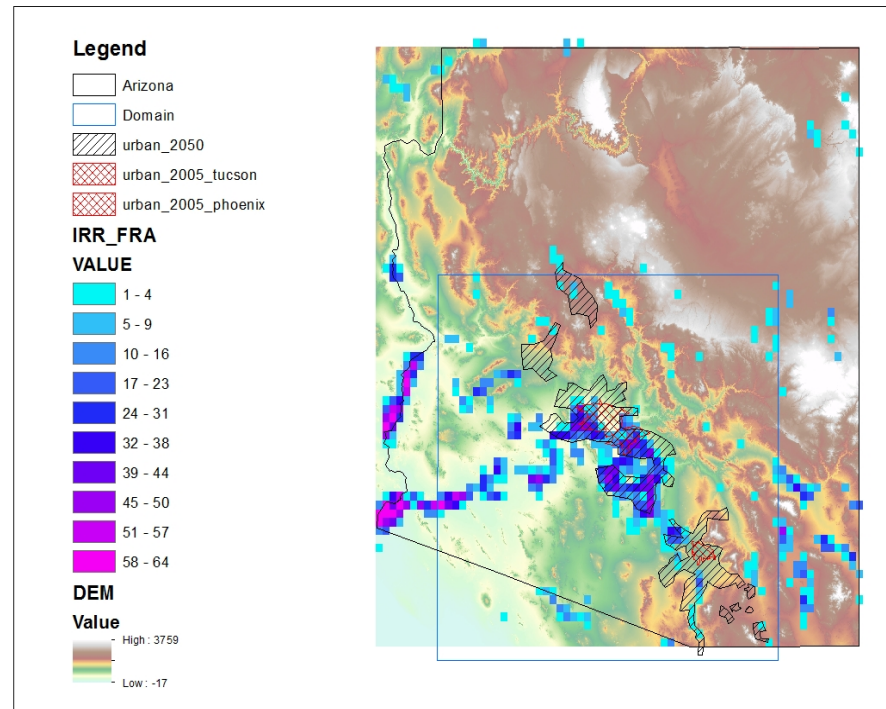 Legend
Arizona
Domain
urban_2050
urban_2005_tucson
urban_2005_phoenix
IRR_FRA
VALUE
1 - 4
5 - 9
10 - 16
17 - 23
24 - 31
32 - 38
39 - 44
45 - 50
51 - 57
58 - 64
DEM
Value
High : 3759
Low : -17